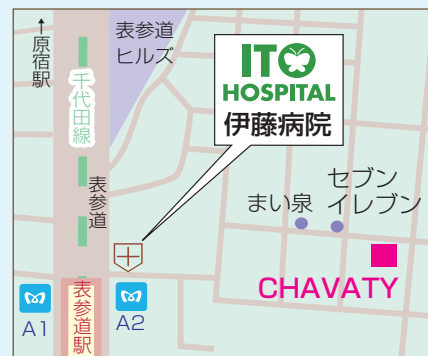 ↑原宿駅
千代田線
表参道
表参道
ヒルズ
ITO
HOSPITAL
伊藤病院
まい泉
セブン
イレブン
CHAVATY
A1
表参道駅
A2